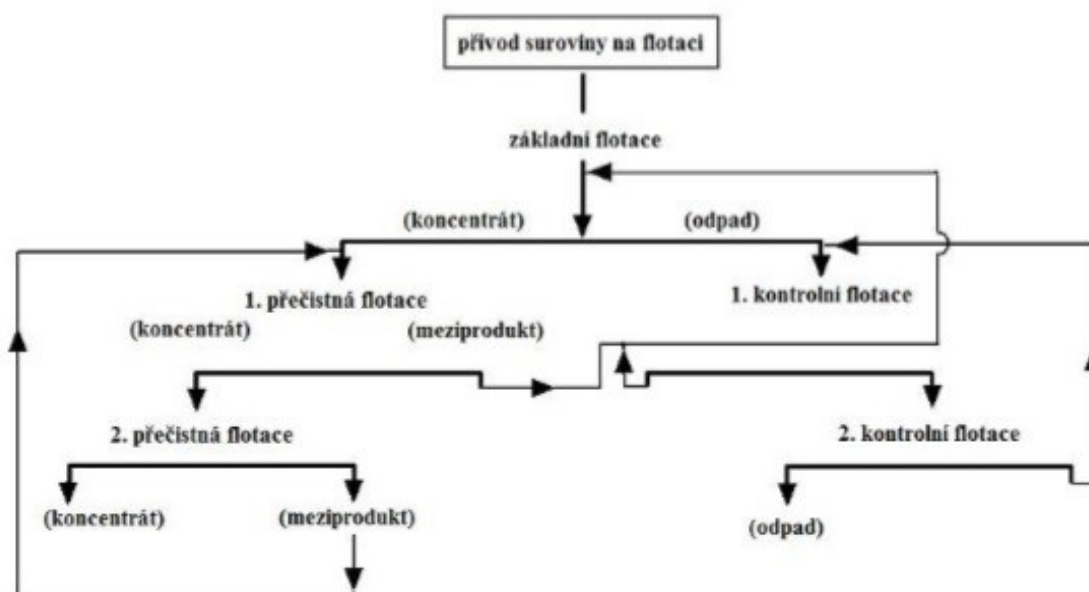 přívod suroviny na flotaci
základní flotace
(koncentrát) (odpad)
1. přečistná flotace 1. kontrolní flotace
(koncentrát) (meziprodukt)
2. přečistná flotace 2. kontrolní flotace
(koncentrát) (meziprodukt) (odpad)